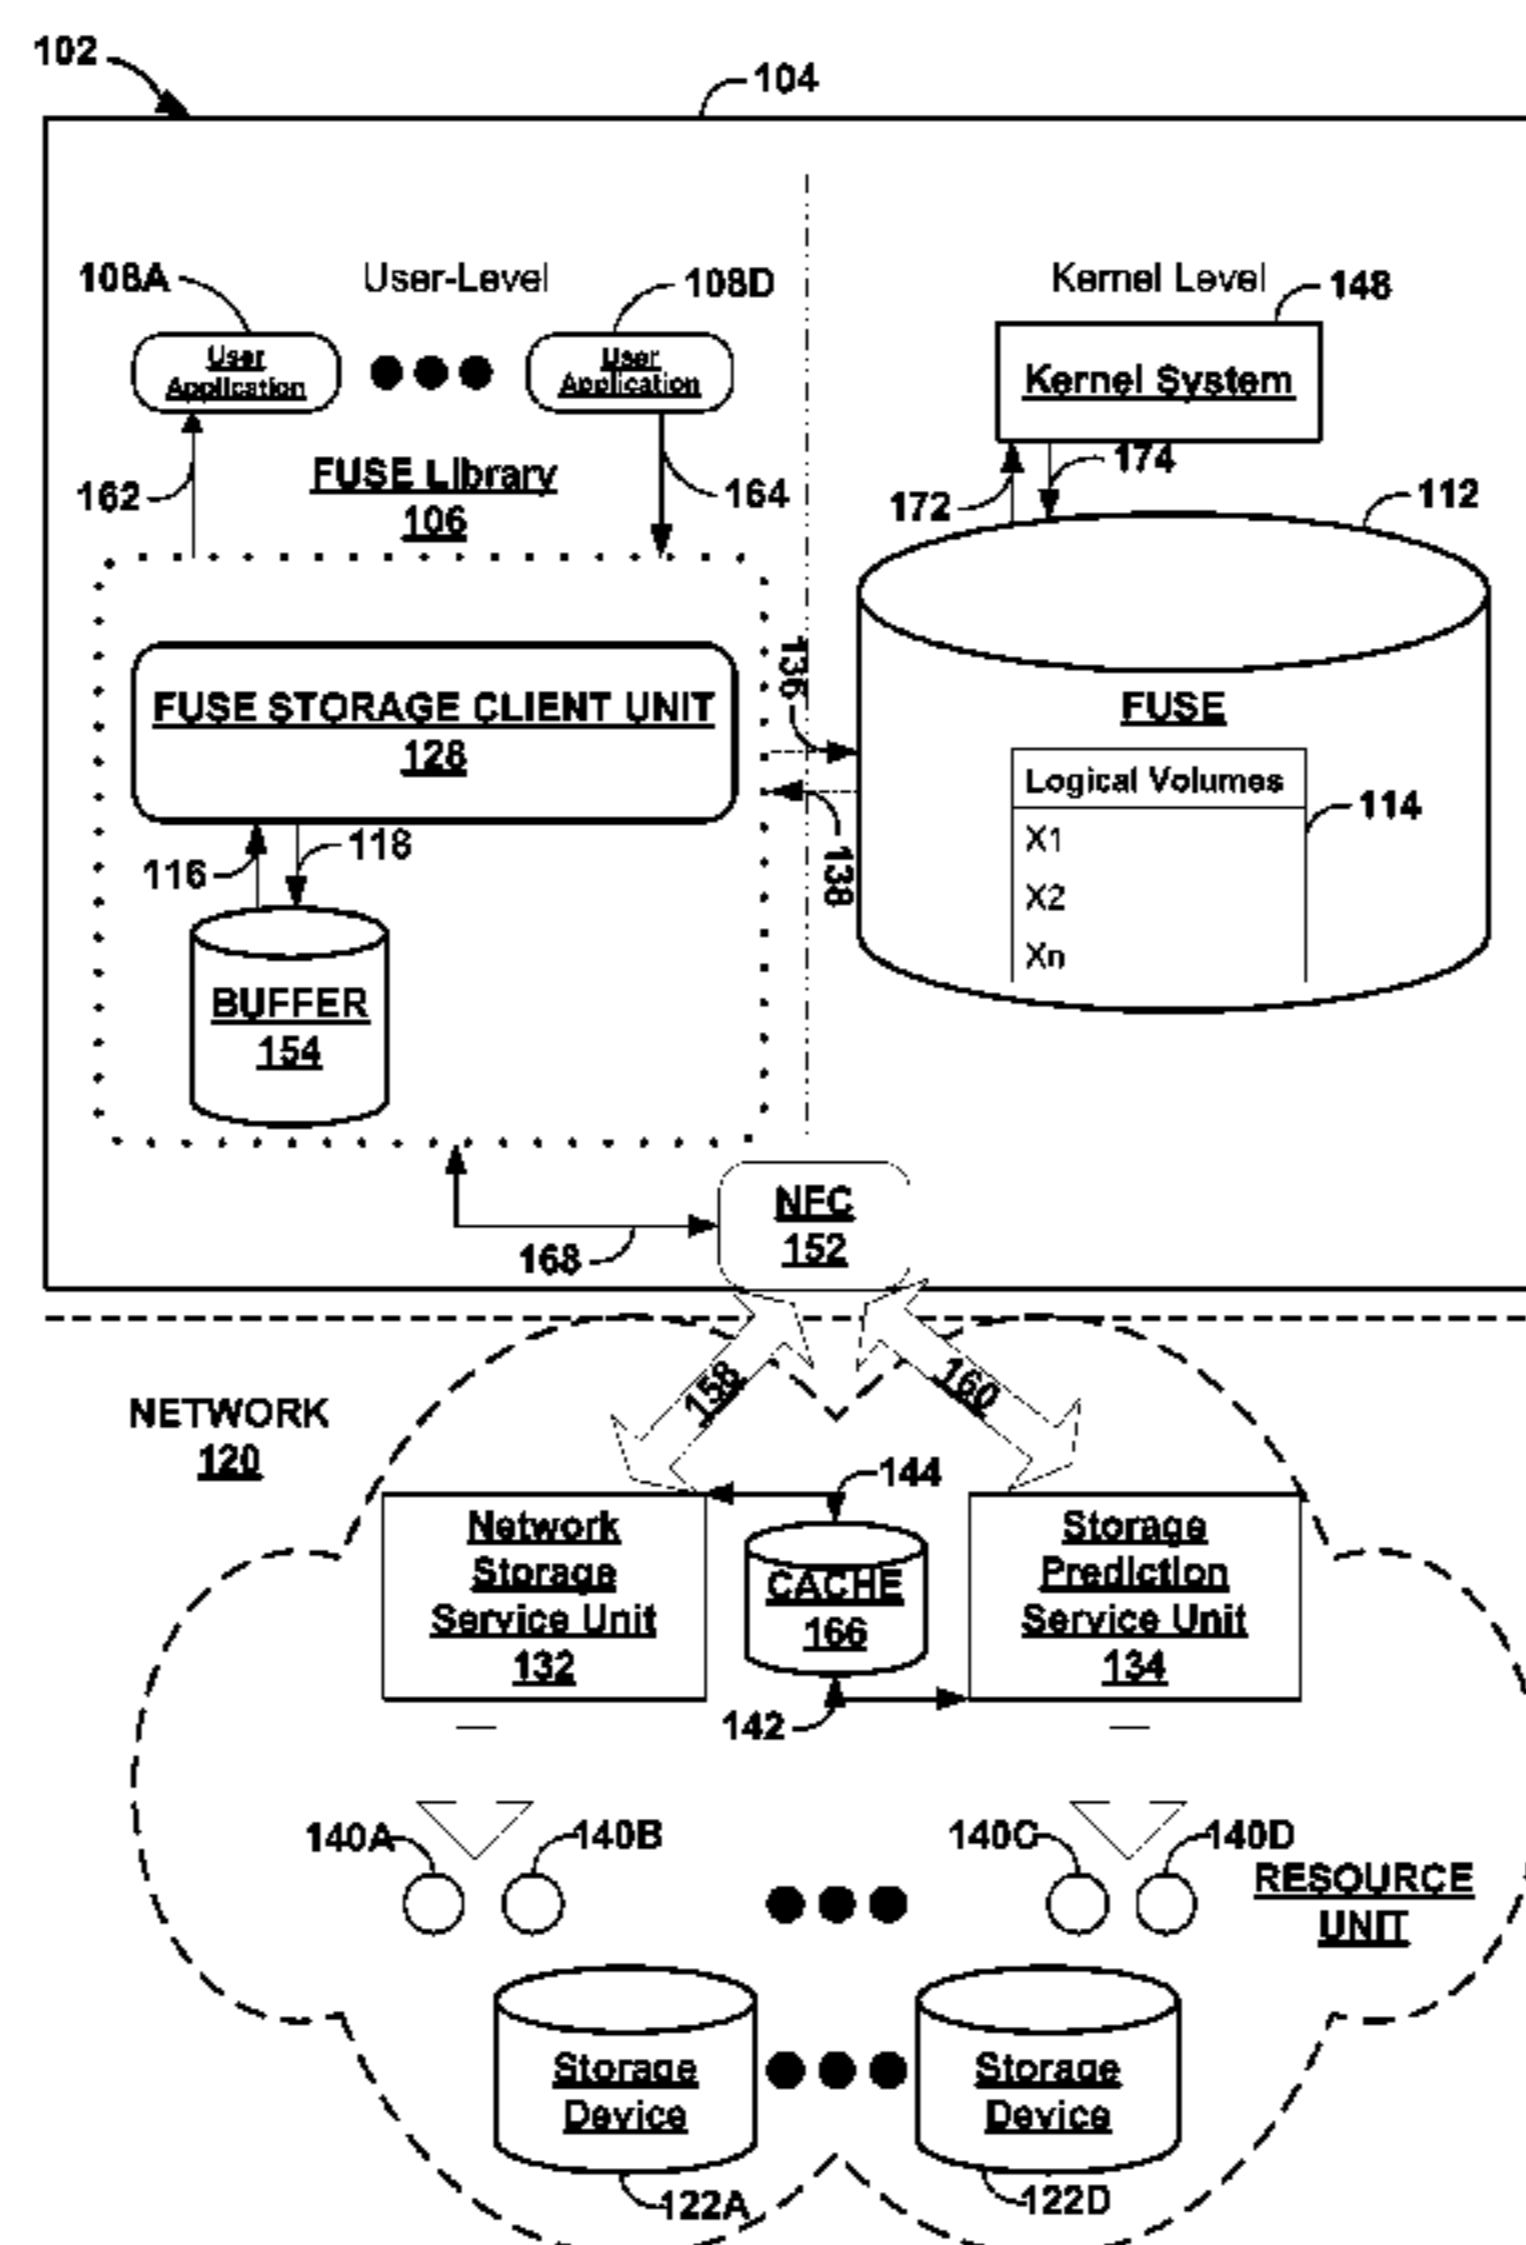 102
104
108A
User-Level
108D
Kernel Level
148
User
Application
User
Application
Kernel System
162
FUSE Library
106
164
172
174
112
136
FUSE STORAGE CLIENT UNIT
128
FUSE
Logical Volumes
114
X1
X2
Xn
116
118
138
BUFFER
154
NFC
152
168
158
160
NETWORK
120
144
Network
Storage
Service Unit
132
CACHE
166
Storage
Prediction
Service Unit
134
142
140A
140B
140C
140D
RESOURCE
UNIT
Storage
Device
Storage
Device
122A
122D